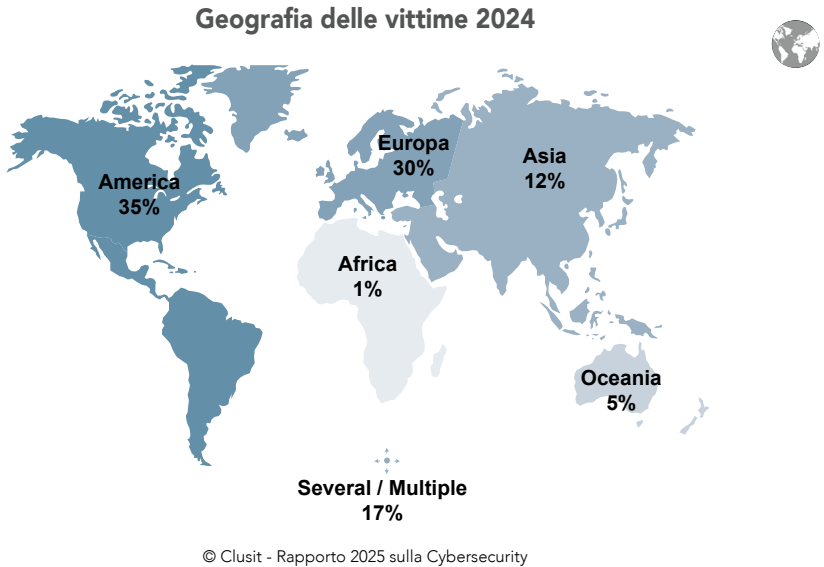 Geografia delle vittime 2024
America
35%
Europa
30%
Asia
12%
Africa
1%
Oceania
5%
Several / Multiple
17%
© Clusit - Rapporto 2025 sulla Cybersecurity